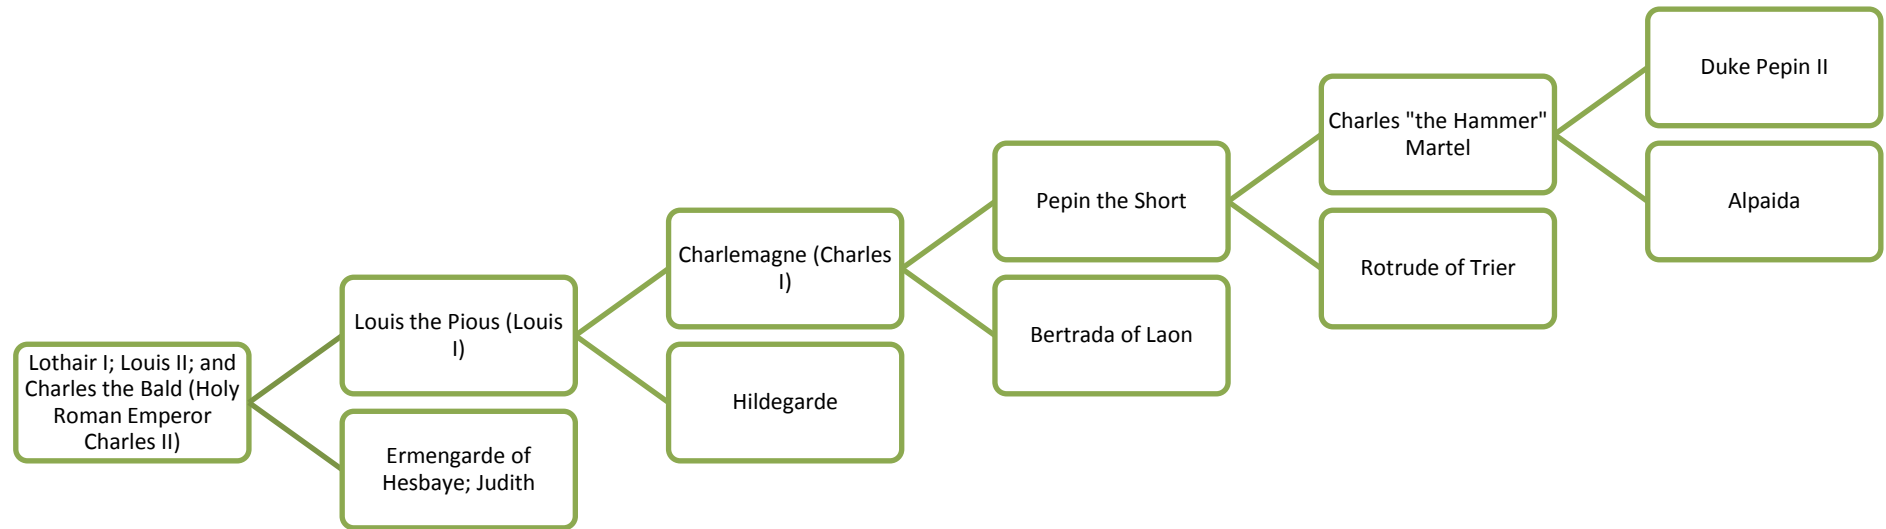 Lothair I; Louis II; and
Charles the Bald (Holy
Roman Emperor
Charles II)
Louis the Pious (Louis
I)
Ermengarde of
Hesbaye; Judith
Charlemagne (Charles
I)
Hildegarde
Pepin the Short
Bertrada of Laon
Charles "the Hammer"
Martel
Rotrude of Trier
Duke Pepin II
Alpaida